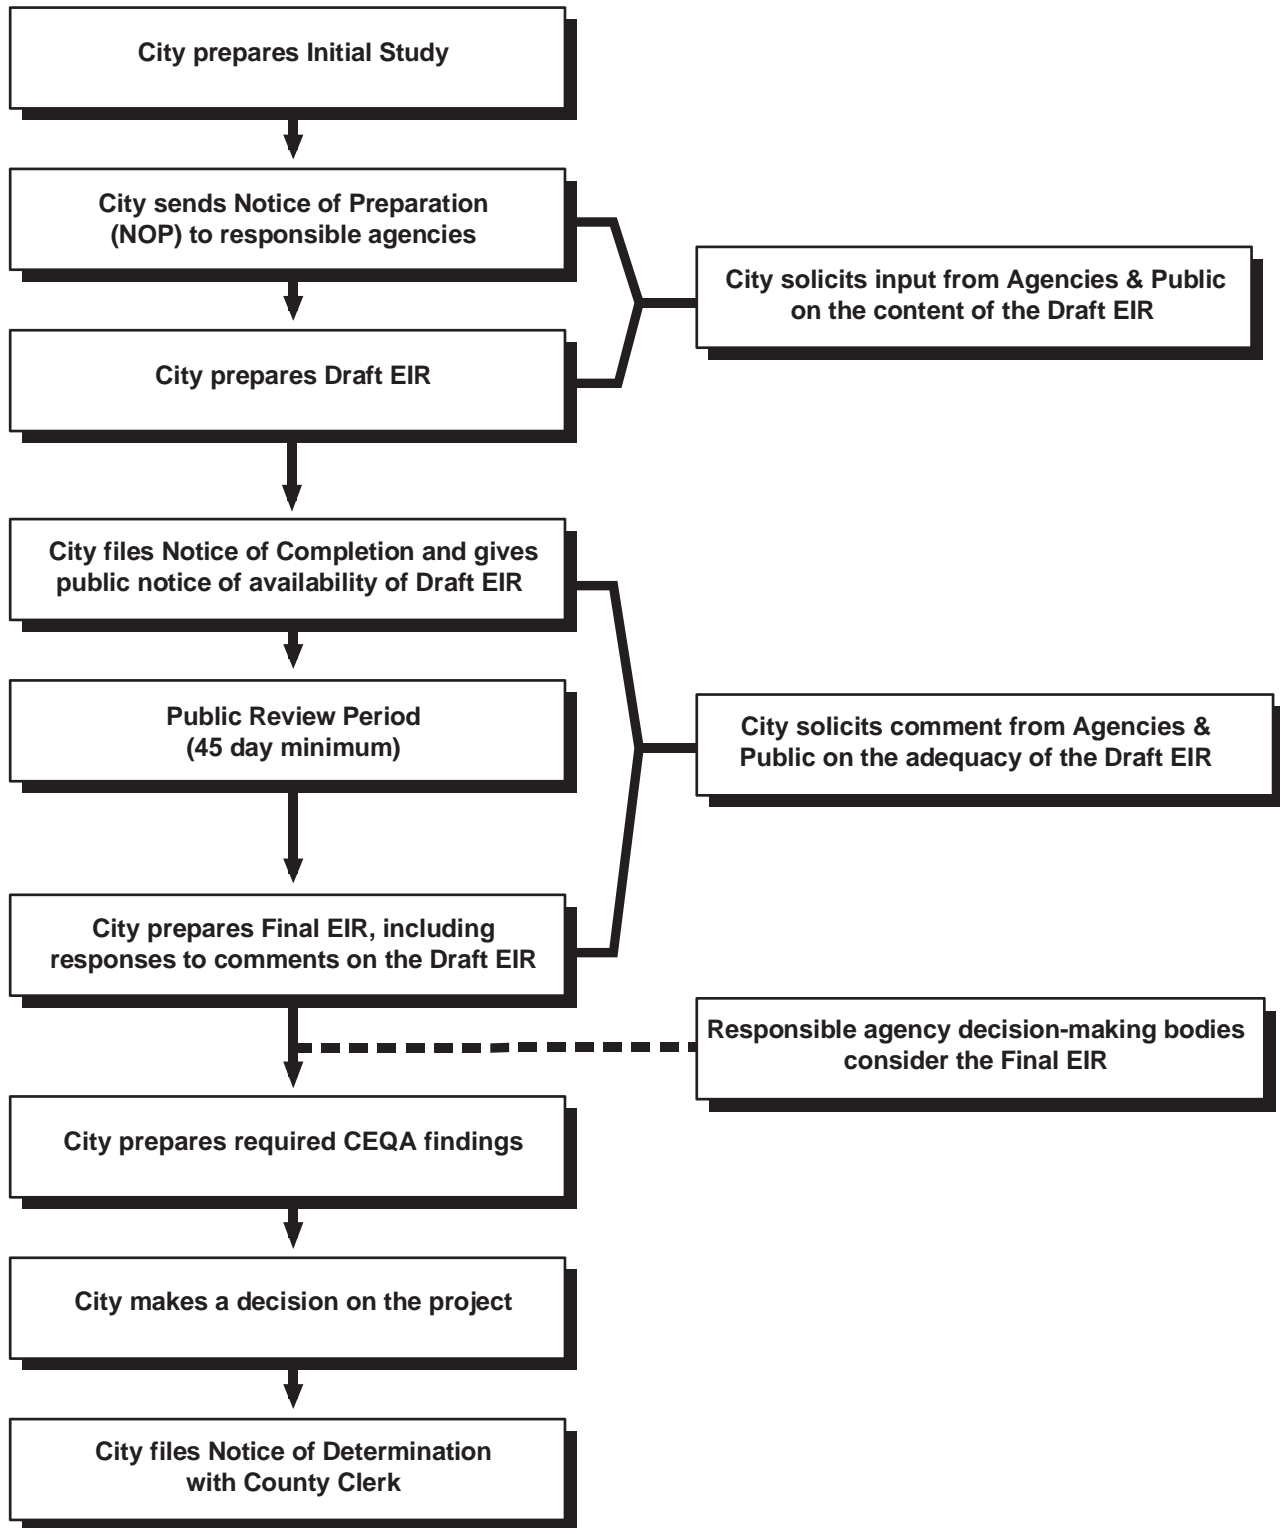 City prepares Initial Study
City sends Notice of Preparation
(NOP) to responsible agencies
City solicits input from Agencies & Public
on the content of the Draft EIR
City prepares Draft EIR
City files Notice of Completion and gives
public notice of availability of Draft EIR
Public Review Period
(45 day minimum)
City solicits comment from Agencies &
Public on the adequacy of the Draft EIR
City prepares Final EIR, including
responses to comments on the Draft EIR
Responsible agency decision-making bodies
consider the Final EIR
City prepares required CEQA findings
City makes a decision on the project
City files Notice of Determination
with County Clerk